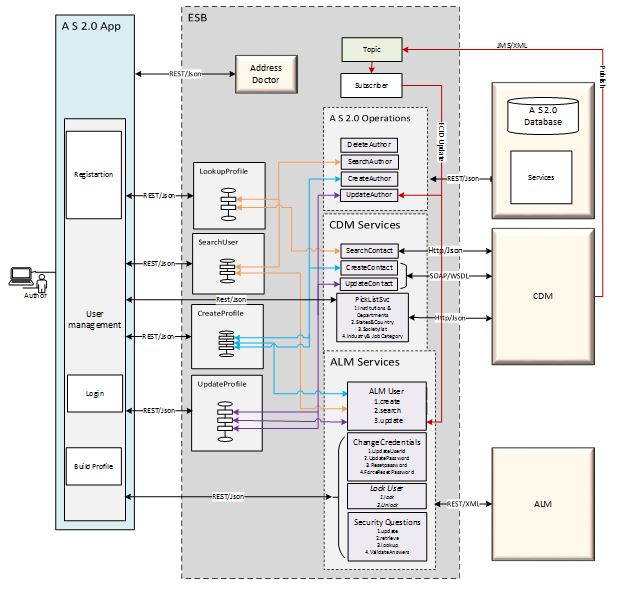 A S 2.0 App
ESB
Topic
JMS/XML
Publish
Address
Doctor
REST/Json
Subscriber
ECID Update
A S2.0
Database
Services
A S 2.0 Operations
DeleteAuthor
SearchAuthor
CreateAuthor
UpdateAuthor
REST/Json
Registartion
REST/Json
LookupProfile
CDM Services
SearchContact
CreateContact
UpdateContact
Http/Json
SOAP/WSDL
CDM
SearchUser
REST/Json
Author
Rest/Json
PickListSvc
1.Institutions &
Departments
2.States&Country
3.Societylist
4.Industry& Job Category
Http/Json
User
management
REST/Json
CreateProfile
ALM Services
UpdateProfile
Login
REST/Json
ALM User
1.create
2.search
3.update
ChangeCredentials
1.UpdateUserId
2.UpdatePassword
3.Resetpassword
4.ForceReset Password
Build Profile
REST/Json
Lock User
1.lock
2.Unlock
REST/XML
ALM
Security Questions
1.update
2.retrieve
3.lookup
4.ValidateAnswers